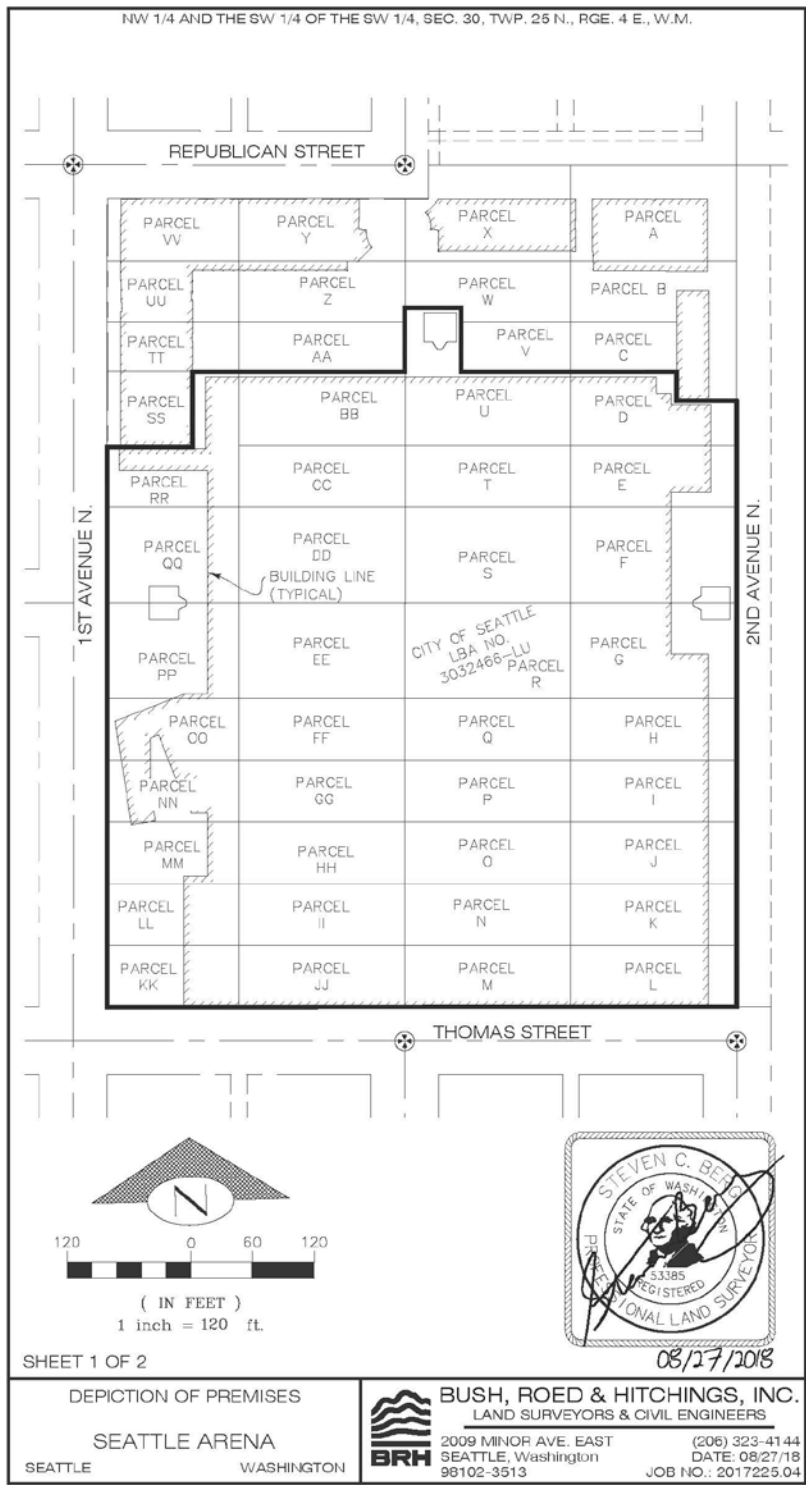 NW 1/4 AND THE SW 1/4 OF THE SW 1/4, SEC. 30, TWP. 25 N., RGE. 4 E., W.M.
REPUBLICAN STREET
PARCEL VV
PARCEL Y
PARCEL X
PARCEL A
PARCEL UU
PARCEL Z
PARCEL W
PARCEL B
PARCEL TT
PARCEL AA
PARCEL V
PARCEL C
PARCEL SS
PARCEL BB
PARCEL U
PARCEL D
PARCEL RR
PARCEL CC
PARCEL T
PARCEL E
1ST AVENUE N.
2ND AVENUE N.
PARCEL QQ
PARCEL DD
BUILDING LINE
(TYPICAL)
PARCEL S
PARCEL F
PARCEL PP
PARCEL EE
CITY OF SEATTLE
LBA NO.
3032466-LU
PARCEL R
PARCEL G
PARCEL OO
PARCEL FF
PARCEL Q
PARCEL H
PARCEL NN
PARCEL GG
PARCEL P
PARCEL I
PARCEL MM
PARCEL HH
PARCEL O
PARCEL J
PARCEL LL
PARCEL II
PARCEL N
PARCEL K
PARCEL KK
PARCEL JJ
PARCEL M
PARCEL L
THOMAS STREET
N
120 0 60 120
( IN FEET )
1 inch = 120 ft.
STEVEN C. BERG
STATE OF WASHINGTON
53385
REGISTERED
PROFESSIONAL LAND SURVEYOR
08/27/2018
SHEET 1 OF 2
DEPICTION OF PREMISES
SEATTLE ARENA
SEATTLE WASHINGTON
BRH
BUSH, ROED & HITCHINGS, INC.
LAND SURVEYORS & CIVIL ENGINEERS
2009 MINOR AVE. EAST (206) 323-4144
SEATTLE, Washington DATE: 08/27/18
98102-3513 JOB NO.: 2017225.04